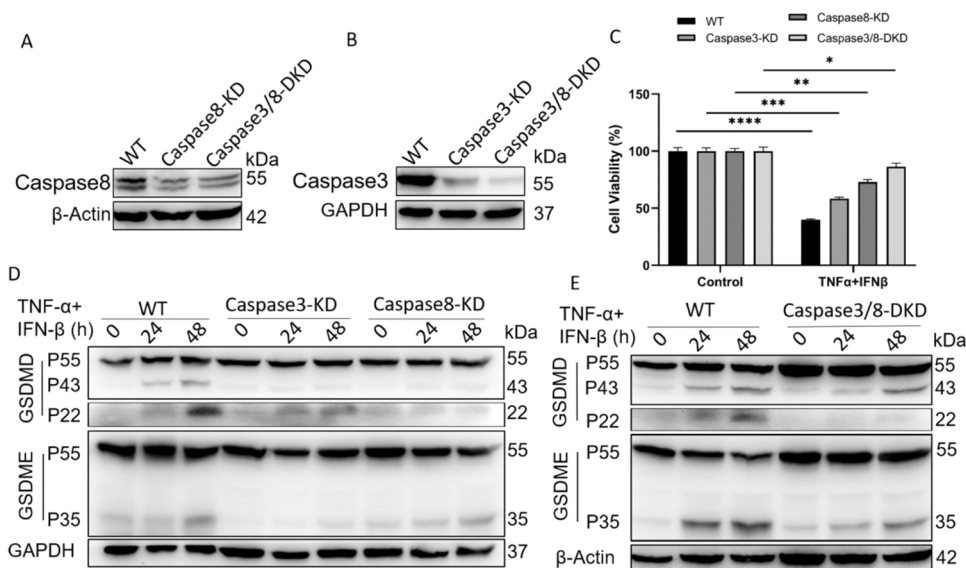 A
WT
Caspase8-KD
Caspase3/8-DKD
kDa
Caspase8
55
β-Actin
42
B
WT
Caspase3-KD
Caspase3/8-DKD
kDa
Caspase3
55
GAPDH
37
C
WT
Caspase8-KD
Caspase3-KD
Caspase3/8-DKD
*
**
***
****
150
100
50
0
Cell Viability (%)
Control
TNFα+IFNβ
D
TNF-α+
IFN-β (h)
WT
Caspase3-KD
Caspase8-KD
0 24 48 0 24 48 0 24 48
kDa
GSDMD
P55 55
P43 43
P22 22
GSDME
P55 55
P35 35
GAPDH 37
E
TNF-α+
IFN-β (h)
WT
Caspase3/8-DKD
0 24 48 0 24 48
kDa
GSDMD
P55 55
P43 43
P22 22
GSDME
P55 55
P35 35
β-Actin 42